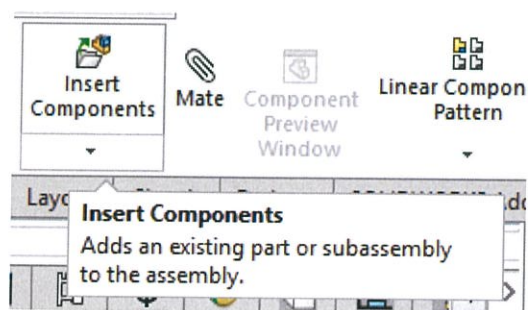 Insert
Components
Mate
Component
Preview
Window
Linear Compon
Pattern
Layo
Insert Components
Adds an existing part or subassembly
to the assembly.